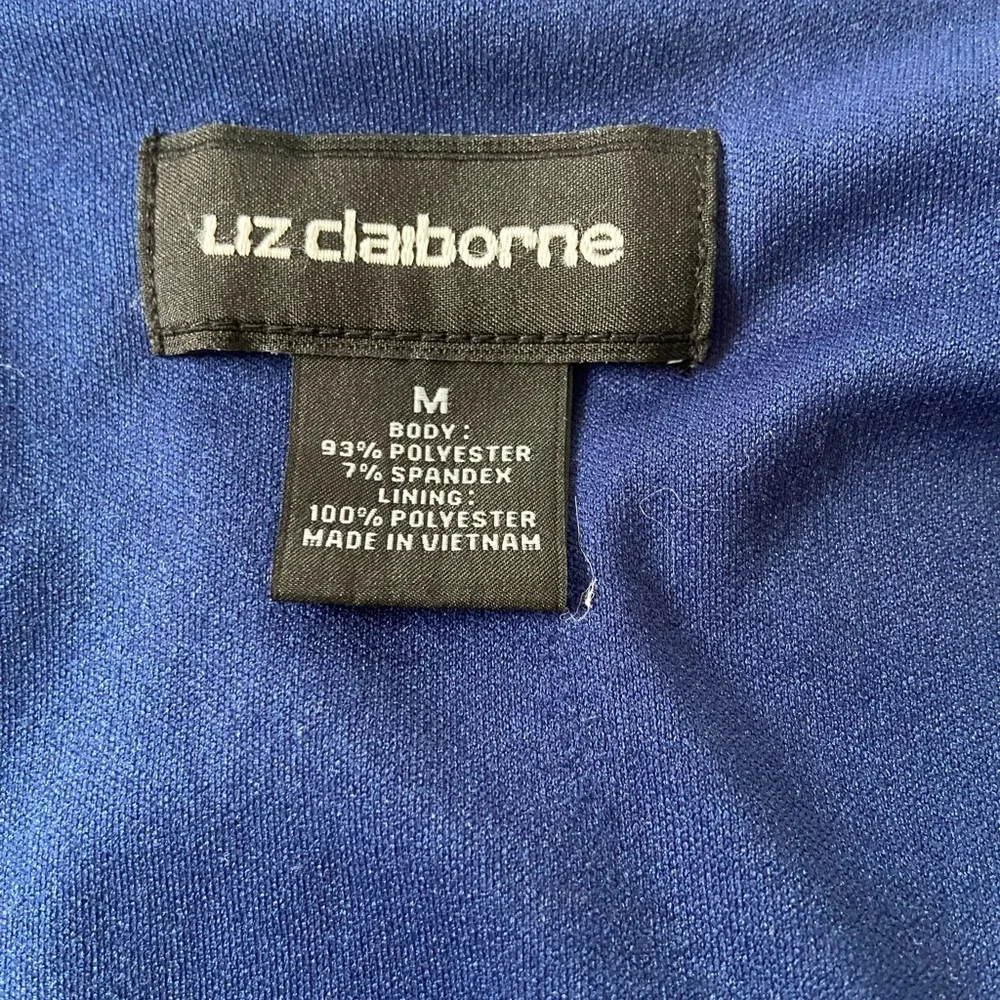 LIZ claiborne
M
BODY:
93% POLYESTER
7% SPANDEX
LINING:
100% POLYESTER
MADE IN VIETNAM